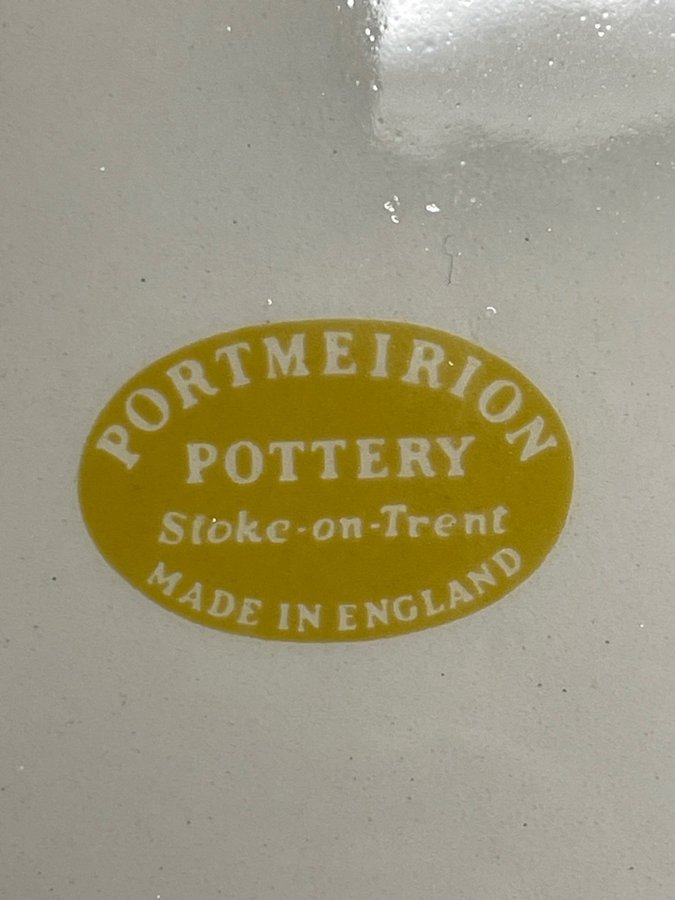 PORTMEIRION
POTTERY
Stoke-on-Trent
MADE IN ENGLAND